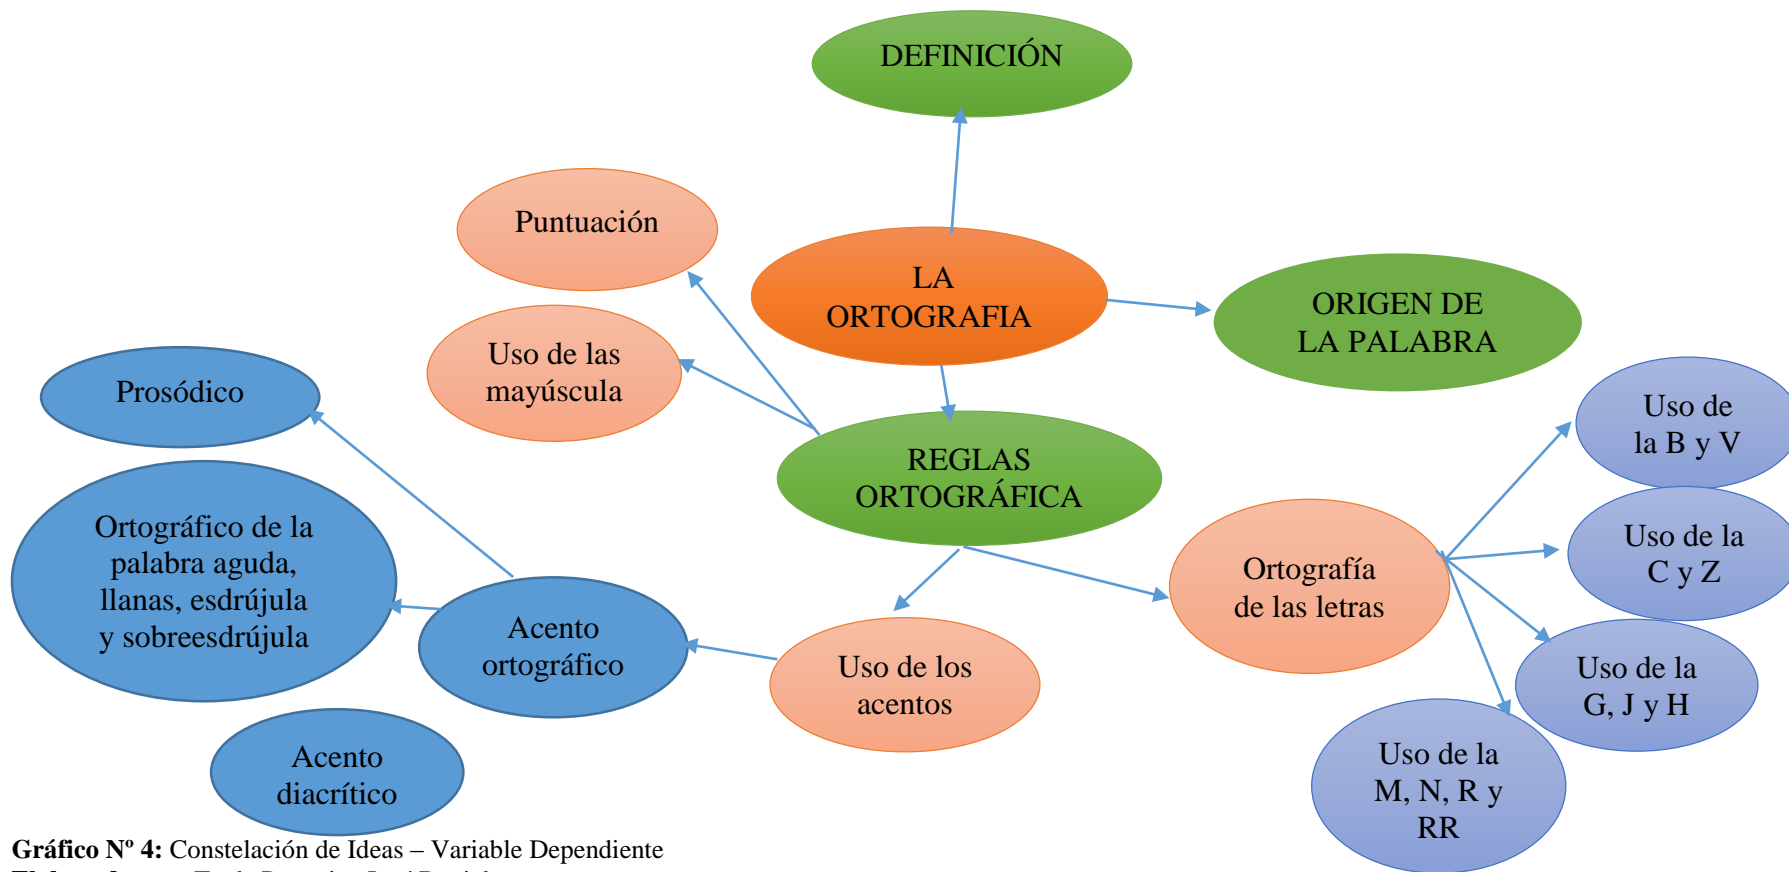 DEFINICIÓN
Puntuación
LA
ORTOGRAFIA
ORIGEN DE
LA PALABRA
Uso de las
mayúscula
Prosódico
Uso de
la B y V
REGLAS
ORTOGRÁFICA
Ortográfico de la
palabra aguda,
llanas, esdrújula
y sobreesdrújula
Uso de la
C y Z
Ortografía
de las letras
Acento
ortográfico
Uso de los
acentos
Uso de la
G, J y H
Acento
diacrítico
Uso de la
M, N, R y
RR
Gráfico Nº 4: Constelación de Ideas – Variable Dependiente